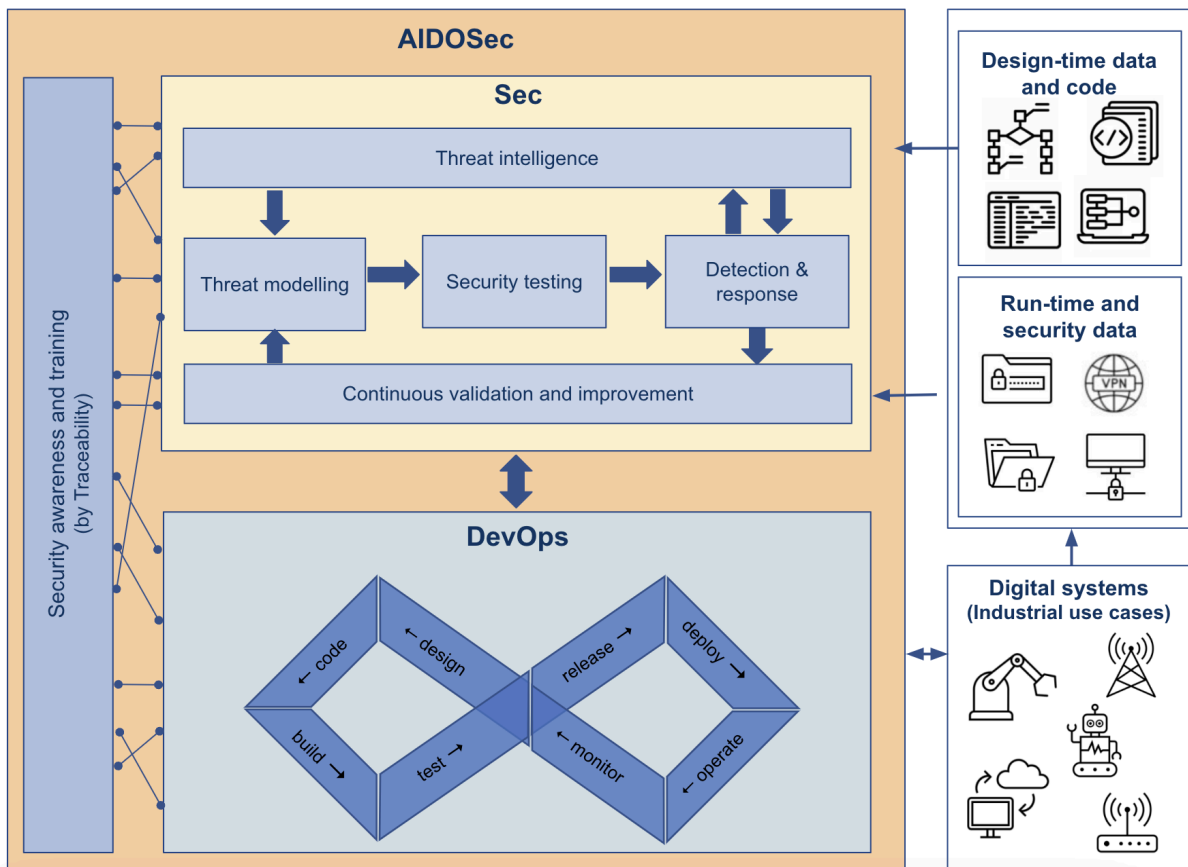 AIDOSec
Security awareness and training
(by Traceability)
Sec
Threat intelligence
Threat modelling
Security testing
Detection &
response
Continuous validation and improvement
DevOps
← code
← design
release →
deploy →
build →
test →
← monitor
← operate
Design-time data
and code
</>
Run-time and
security data
VPN
Digital systems
(Industrial use cases)